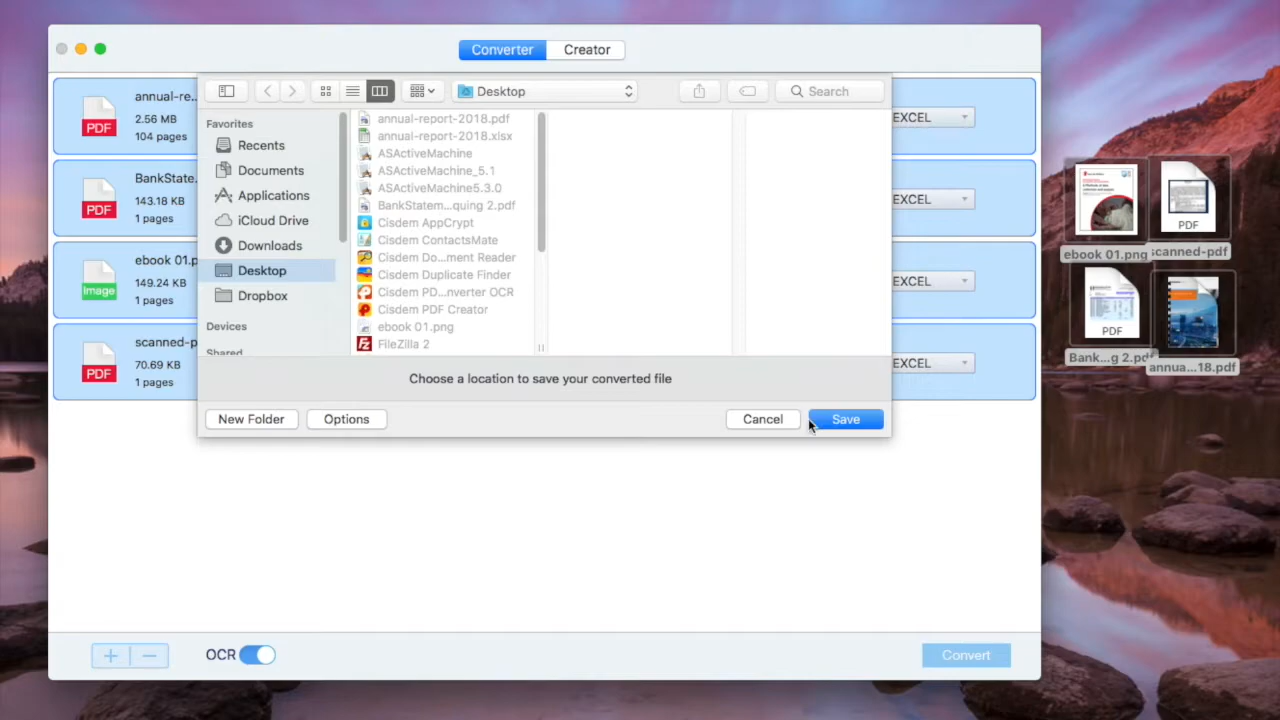 Converter
Creator
annual-re...
2.56 MB
104 pages
EXCEL
BankState...
143.18 KB
1 pages
EXCEL
ebook 01.p
149.24 KB
1 pages
EXCEL
scanned-p
70.69 KB
1 pages
EXCEL
PDF
PDF
Image
PDF
Desktop
Search
Favorites
Recents
Documents
Applications
iCloud Drive
Downloads
Desktop
Dropbox
Devices
Shared
annual-report-2018.pdf
annual-report-2018.xlsx
ASActiveMachine
ASActiveMachine_5.1
ASActiveMachine5.3.0
BankStatem...quing 2.pdf
Cisdem AppCrypt
Cisdem ContactsMate
Cisdem Do...ment Reader
Cisdem Duplicate Finder
Cisdem PD...nverter OCR
Cisdem PDF Creator
ebook 01.png
FileZilla 2
Choose a location to save your converted file
New Folder
Options
Cancel
Save
OCR
Convert
PDF
ebook 01.png
scanned-pdf
PDF
Bank...g 2.pdf
annua...18.pdf